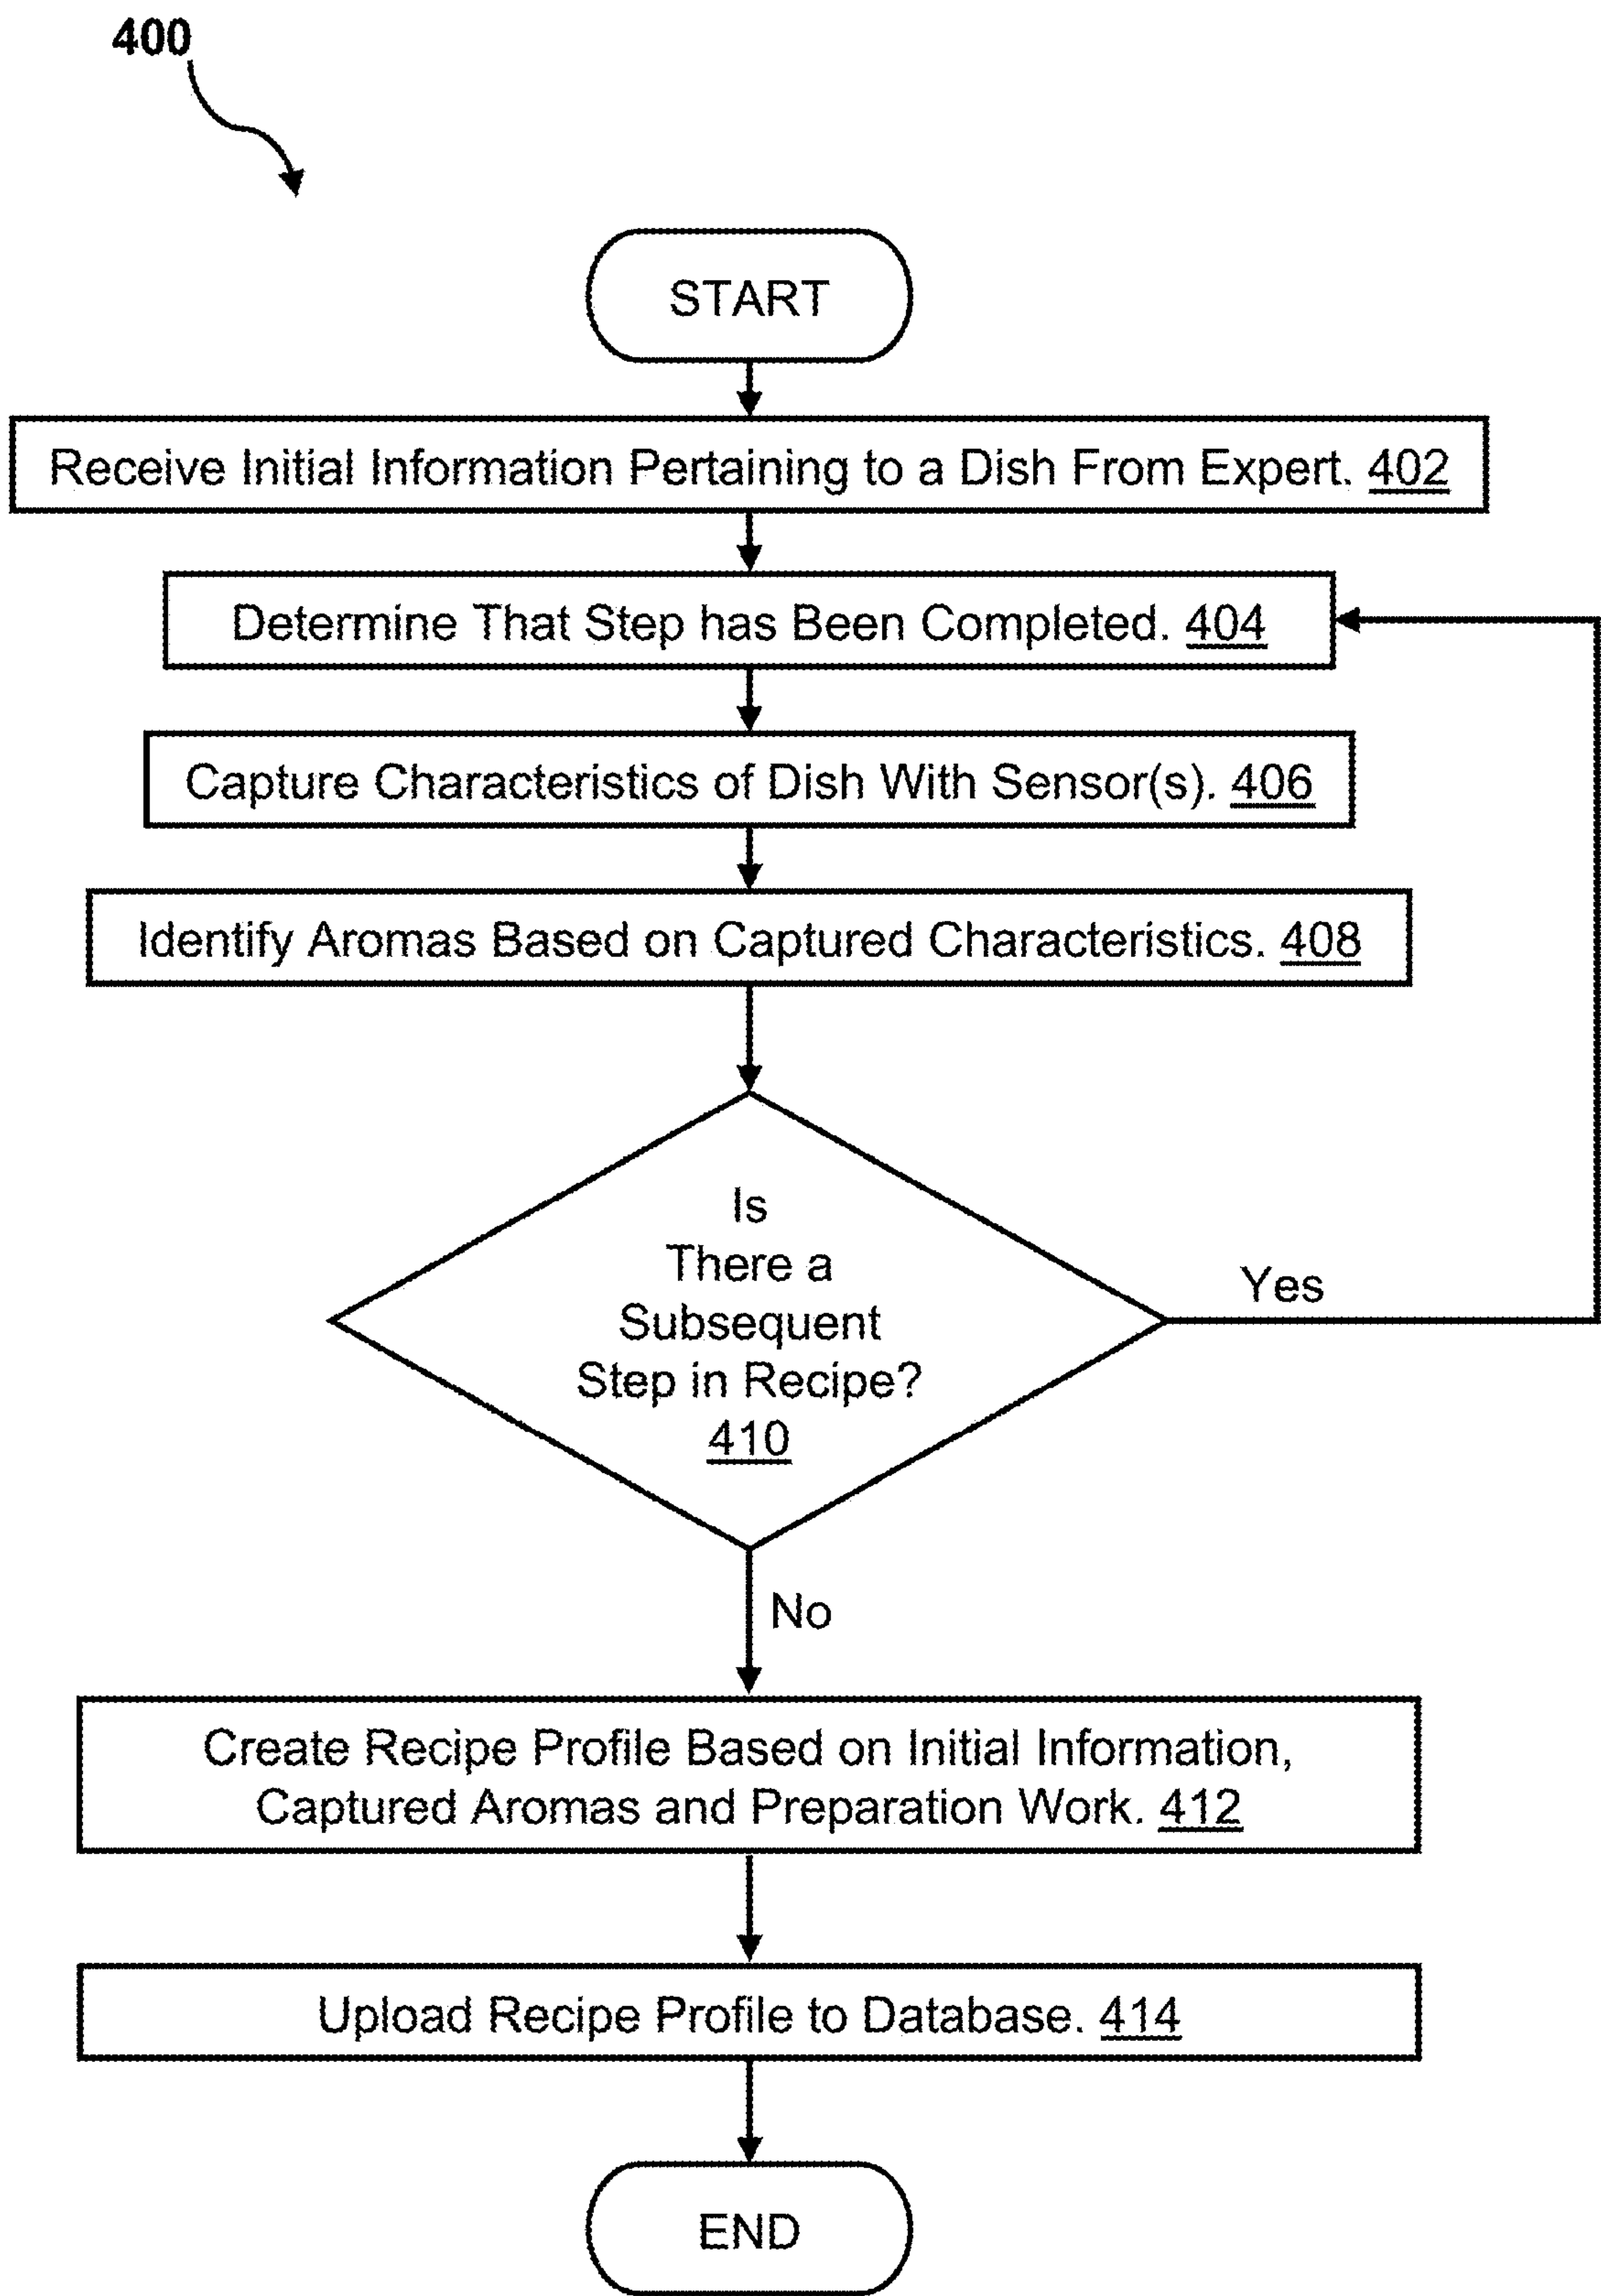 400
START
Receive Initial Information Pertaining to a Dish From Expert. 402
Determine That Step has Been Completed. 404
Capture Characteristics of Dish With Sensor(s). 406
Identify Aromas Based on Captured Characteristics. 408
Is
There a
Subsequent
Step in Recipe?
410
Yes
No
Create Recipe Profile Based on Initial Information,
Captured Aromas and Preparation Work. 412
Upload Recipe Profile to Database. 414
END